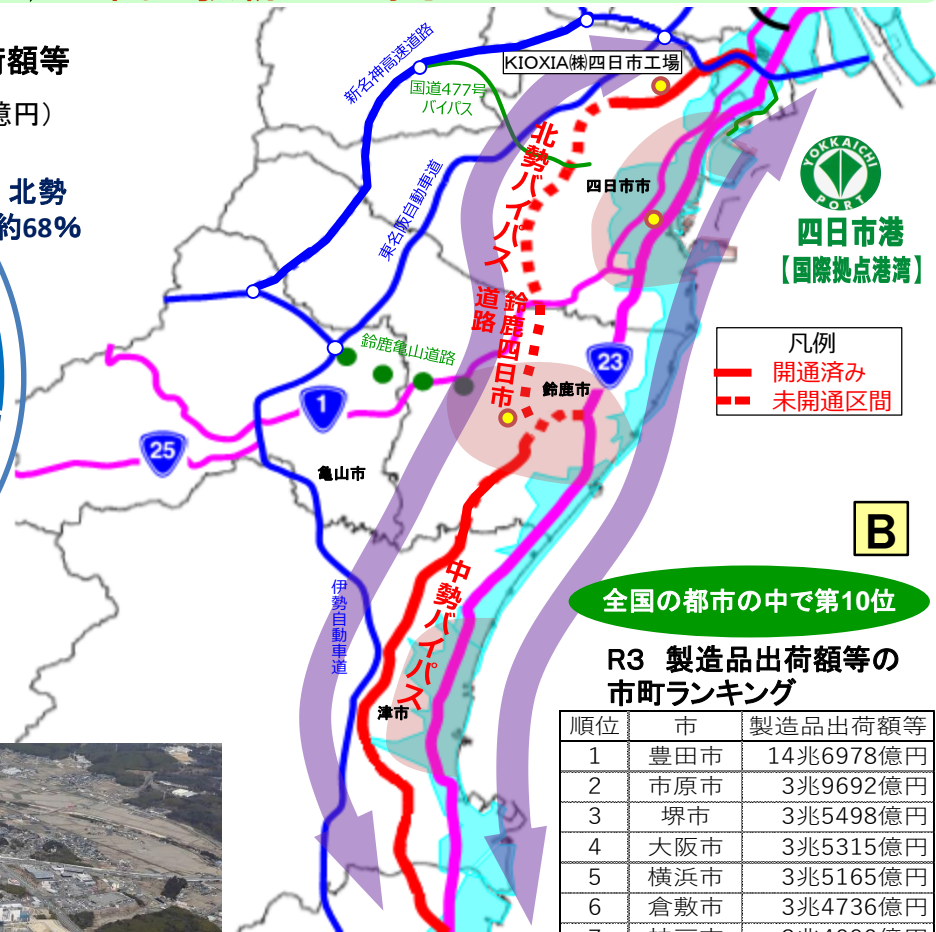 額等
億円）
北勢
約68%
新名神高速道路
国道477号
バイパス
KIOXIA㈱四日市工場
東名阪自動車道
北勢バイパス
四日市市
YOKKAICHI
PORT
四日市港
【国際拠点港湾】
鈴鹿四日市
道路
鈴鹿亀山道路
鈴鹿市
23
1
25
亀山市
凡例
開通済み
未開通区間
B
中勢バイパス
伊勢自動車道
津市
全国の都市の中で第10位
R3 製造品出荷額等の
市町ランキング
順位 市 製造品出荷額等
1 豊田市 14兆6978億円
2 市原市 3兆9692億円
3 堺市 3兆5498億円
4 大阪市 3兆5315億円
5 横浜市 3兆5165億円
6 倉敷市 3兆4736億円